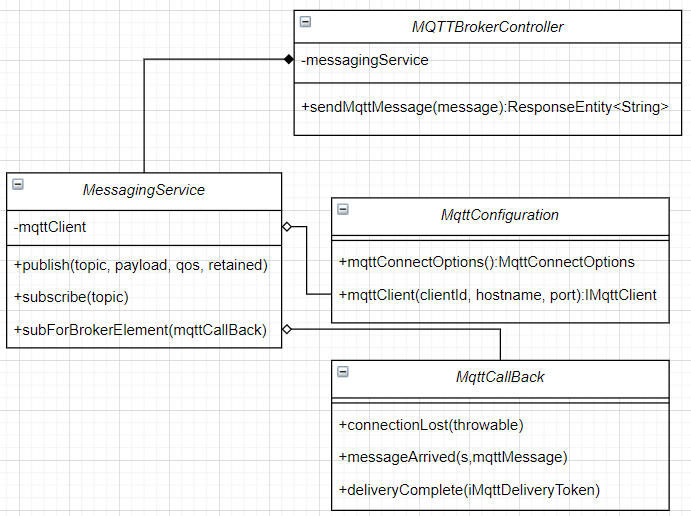 MQTTBrokerController
-messagingService
+sendMqttMessage(message):ResponseEntity<String>
MessagingService
-mqttClient
+publish(topic, payload, qos, retained)
+subscribe(topic)
+subForBrokerElement(mqttCallBack)
MqttConfiguration
+mqttConnectOptions():MqttConnectOptions
+mqttClient(clientId, hostname, port):IMqttClient
MqttCallBack
+connectionLost(throwable)
+messageArrived(s,mqttMessage)
+deliveryComplete(iMqttDeliveryToken)